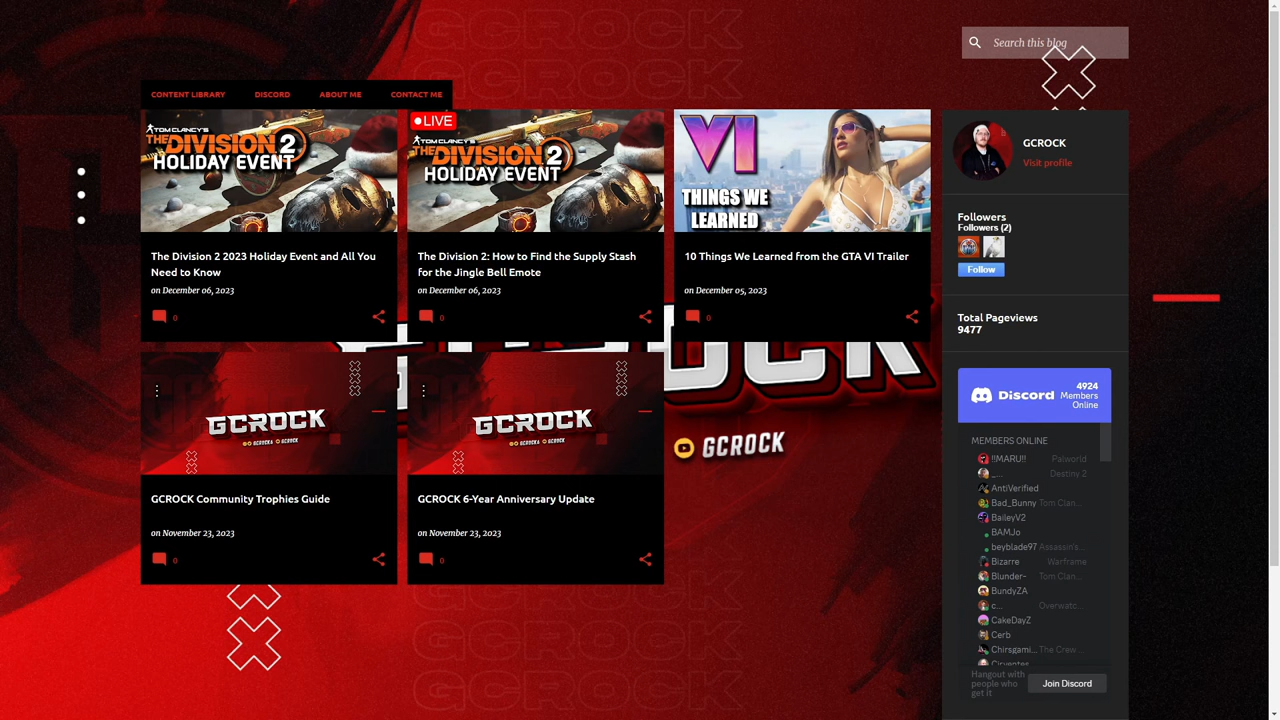 GCROCK
GCROCK
Search this blog
CONTENT LIBRARY DISCORD ABOUT ME CONTACT ME
TOM CLANCY'S
THE DIVISION 2
HOLIDAY EVENT
The Division 2 2023 Holiday Event and All You
Need to Know
on December 06, 2023
0
LIVE
TOM CLANCY'S
THE DIVISION 2
HOLIDAY EVENT
The Division 2: How to Find the Supply Stash
for the Jingle Bell Emote
on December 06, 2023
0
VI
THINGS WE
LEARNED
10 Things We Learned from the GTA VI Trailer
on December 05, 2023
0
GCROCK
GCROCK
GCROCK Community Trophies Guide
on November 23, 2023
0
GCROCK
GCROCK
GCROCK 6-Year Anniversary Update
on November 23, 2023
0
GCROCK
GCROCK
Visit profile
Followers
Followers (2)
Follow
Total Pageviews
9477
Discord
4924
Members
Online
MEMBERS ONLINE
!!MARU!! Palworld
_... Destiny 2
AntiVerified
Bad_Bunny Tom Clan...
BaileyV2
BAMJo
beyblade97 Assassin's...
Bizarre Warframe
Blunder- Tom Clan...
BundyZA
c... Overwatc...
CakeDayZ
Cerb
Chirsgami... The Crew...
Cirventes
Hangout with
people who
get it
Join Discord
GCROCK
GCROCK